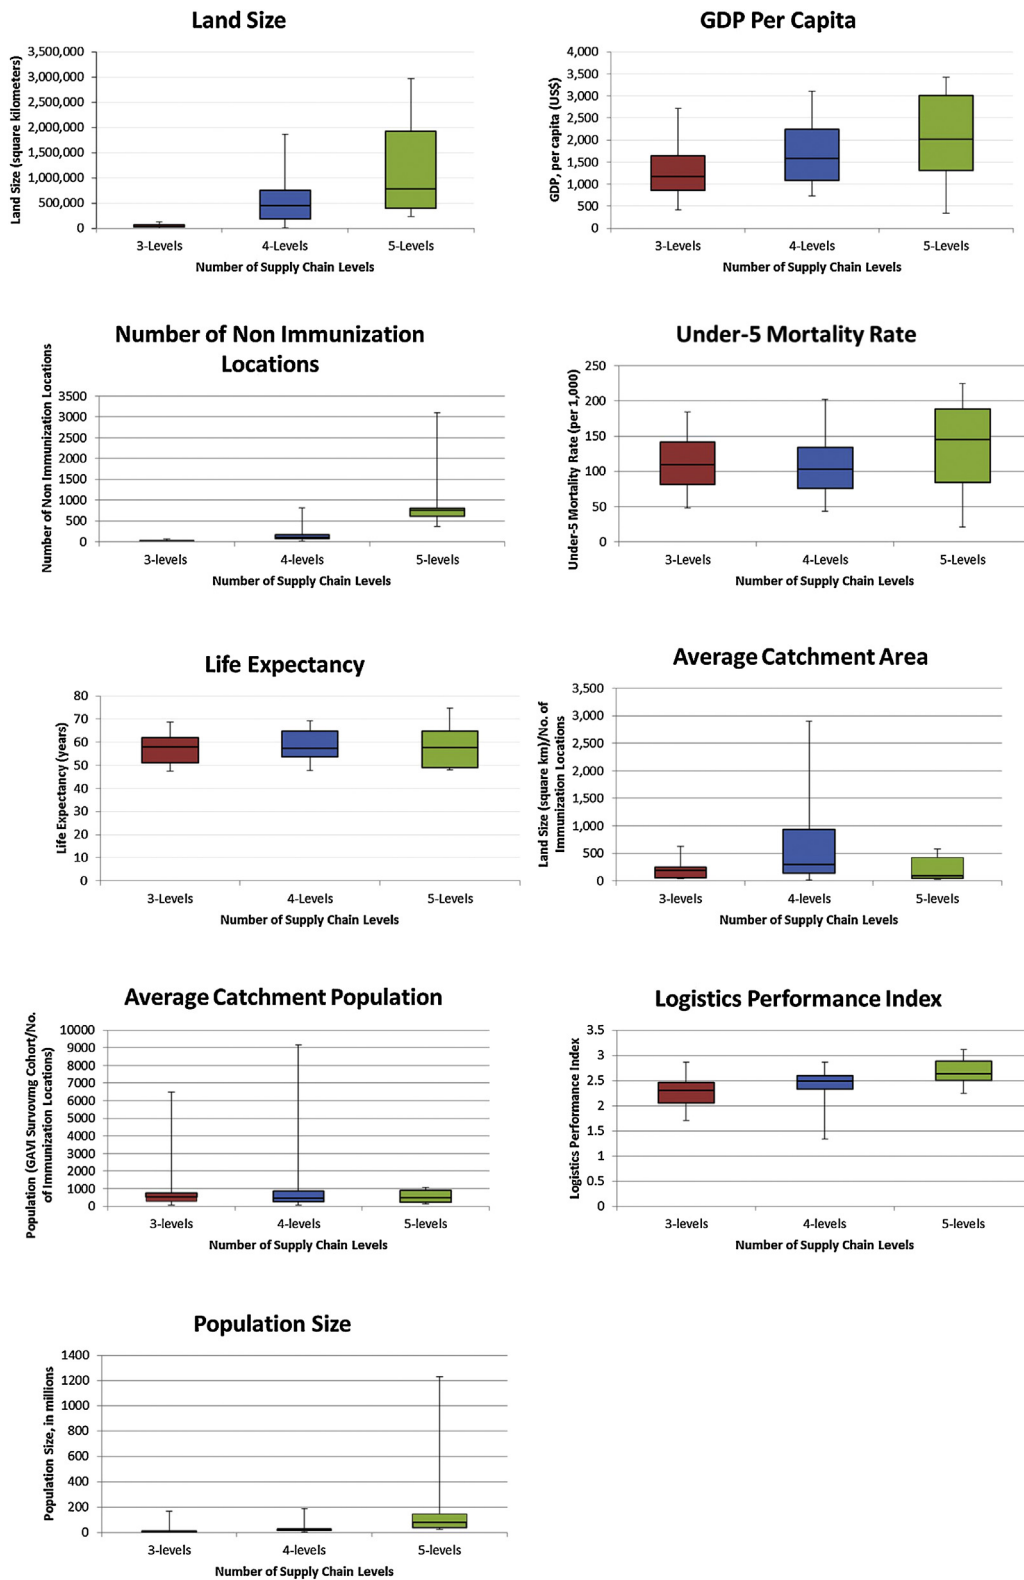 Land Size
Land Size (square kilometers)
3,500,000
3,000,000
2,500,000
2,000,000
1,500,000
1,000,000
500,000
0
3-Levels 4-Levels 5-Levels
Number of Supply Chain Levels
GDP Per Capita
GDP, per capita (US$)
4,000
3,500
3,000
2,500
2,000
1,500
1,000
500
0
3-Levels 4-Levels 5-Levels
Number of Supply Chain Levels
Number of Non Immunization
Locations
Number of Non Immunization Locations
3500
3000
2500
2000
1500
1000
500
0
3-levels 4-levels 5-levels
Number of Supply Chain Levels
Under-5 Mortality Rate
Under-5 Mortality Rate (per 1,000)
250
200
150
100
50
0
3-Levels 4-Levels 5-Levels
Number of Supply Chain Levels
Life Expectancy
Life Expectancy (years)
80
70
60
50
40
30
20
10
0
3-Levels 4-Levels 5-Levels
Number of Supply Chain Levels
Average Catchment Area
Land Size (square km)/No. of
Immunization Locations
3,500
3,000
2,500
2,000
1,500
1,000
500
0
3-levels 4-levels 5-levels
Number of Supply Chain Levels
Average Catchment Population
Population (GAVI Survovmg Cohort/No.
of Immunization Locations)
10000
9000
8000
7000
6000
5000
4000
3000
2000
1000
0
3-levels 4-levels 5-levels
Number of Supply Chain Levels
Logistics Performance Index
Logistics Performance Index
3.5
3
2.5
2
1.5
1
0.5
0
3-levels 4-levels 5-levels
Number of Supply Chain Levels
Population Size
Population Size, in millions
1400
1200
1000
800
600
400
200
0
3-levels 4-levels 5-levels
Number of Supply Chain Levels